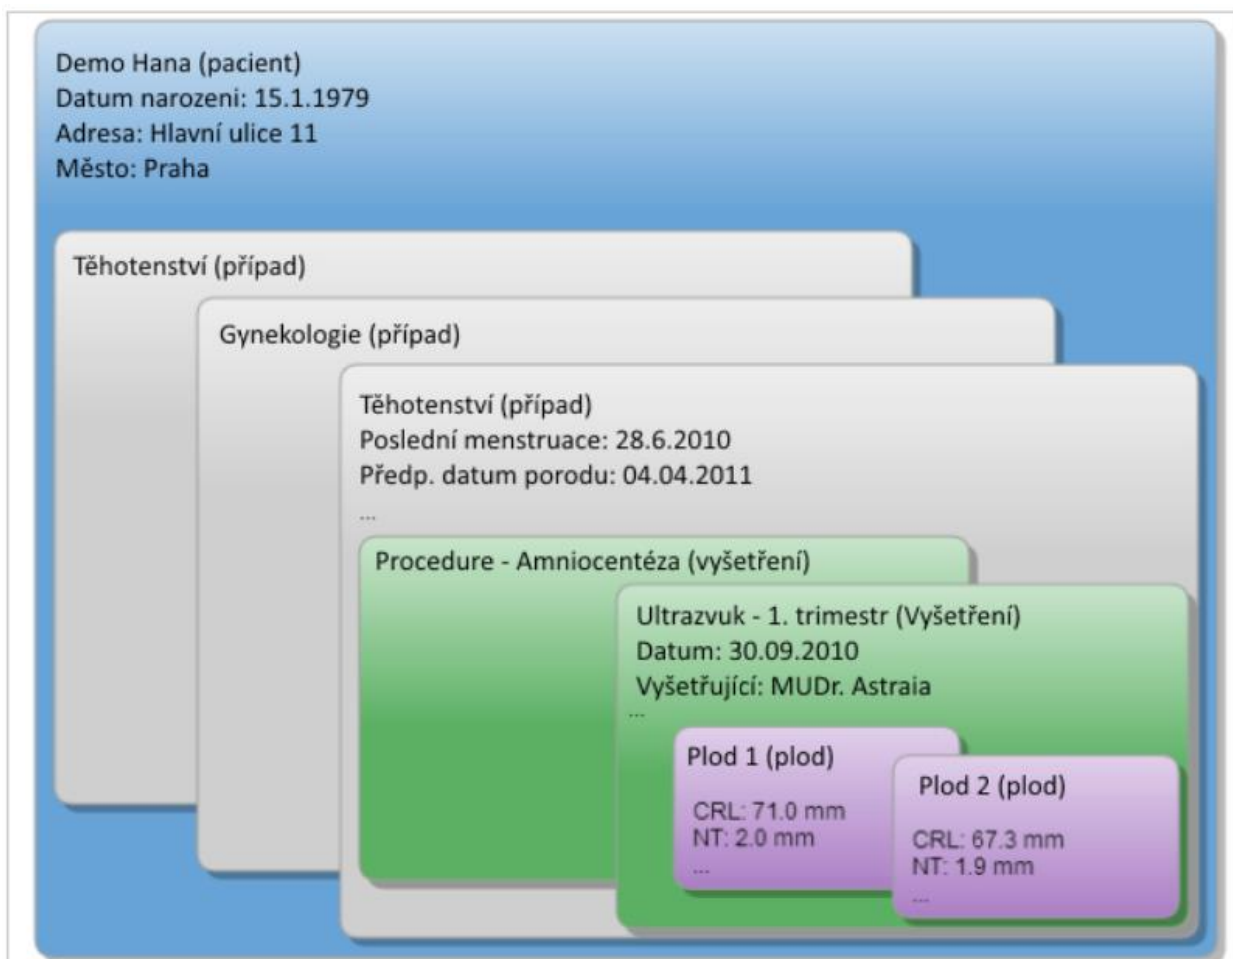 Demo Hana (pacient)
Datum narozeni: 15.1.1979
Adresa: Hlavní ulice 11
Město: Praha
Těhotenství (případ)
Gynekologie (případ)
Těhotenství (případ)
Poslední menstruace: 28.6.2010
Předp. datum porodu: 04.04.2011
...
Procedure - Amniocentéza (vyšetření)
Ultrazvuk - 1. trimestr (Vyšetření)
Datum: 30.09.2010
Vyšetřující: MUDr. Astraia
...
Plod 1 (plod)
CRL: 71.0 mm
NT: 2.0 mm
...
Plod 2 (plod)
CRL: 67.3 mm
NT: 1.9 mm
...